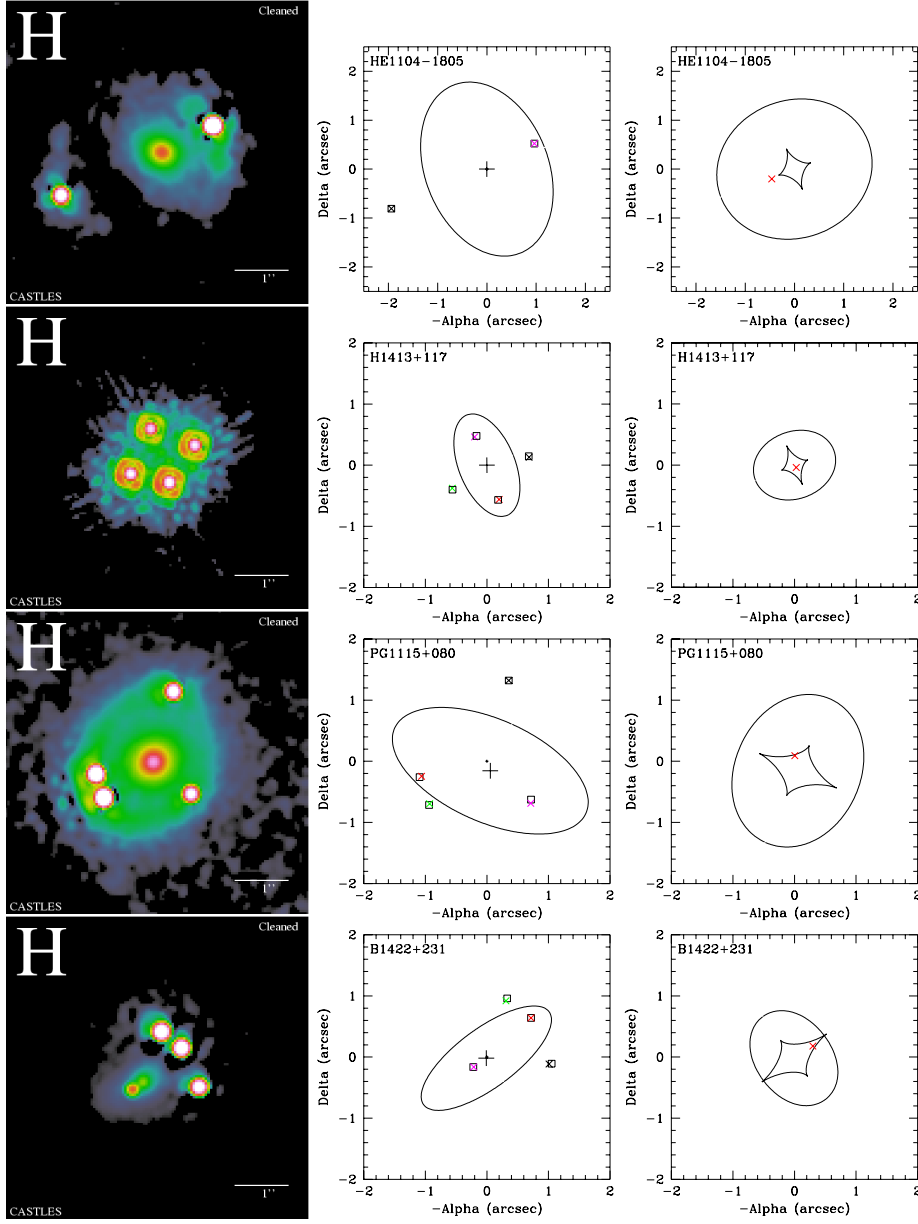 H
Cleaned
1''
CASTLES
HE1104-1805
2
1
0
-1
-2
Delta (arcsec)
-2 -1 0 1 2
-Alpha (arcsec)
HE1104-1805
2
1
0
-1
-2
Delta (arcsec)
-2 -1 0 1 2
-Alpha (arcsec)
H
1''
CASTLES
H1413+117
2
1
0
-1
-2
Delta (arcsec)
-2 -1 0 1 2
-Alpha (arcsec)
H1413+117
2
1
0
-1
-2
Delta (arcsec)
-2 -1 0 1 2
-Alpha (arcsec)
H
Cleaned
1''
CASTLES
PG1115+080
2
1
0
-1
-2
Delta (arcsec)
-2 -1 0 1 2
-Alpha (arcsec)
PG1115+080
2
1
0
-1
-2
Delta (arcsec)
-2 -1 0 1 2
-Alpha (arcsec)
H
Cleaned
1''
CASTLES
B1422+231
2
1
0
-1
-2
Delta (arcsec)
-2 -1 0 1 2
-Alpha (arcsec)
B1422+231
2
1
0
-1
-2
Delta (arcsec)
-2 -1 0 1 2
-Alpha (arcsec)